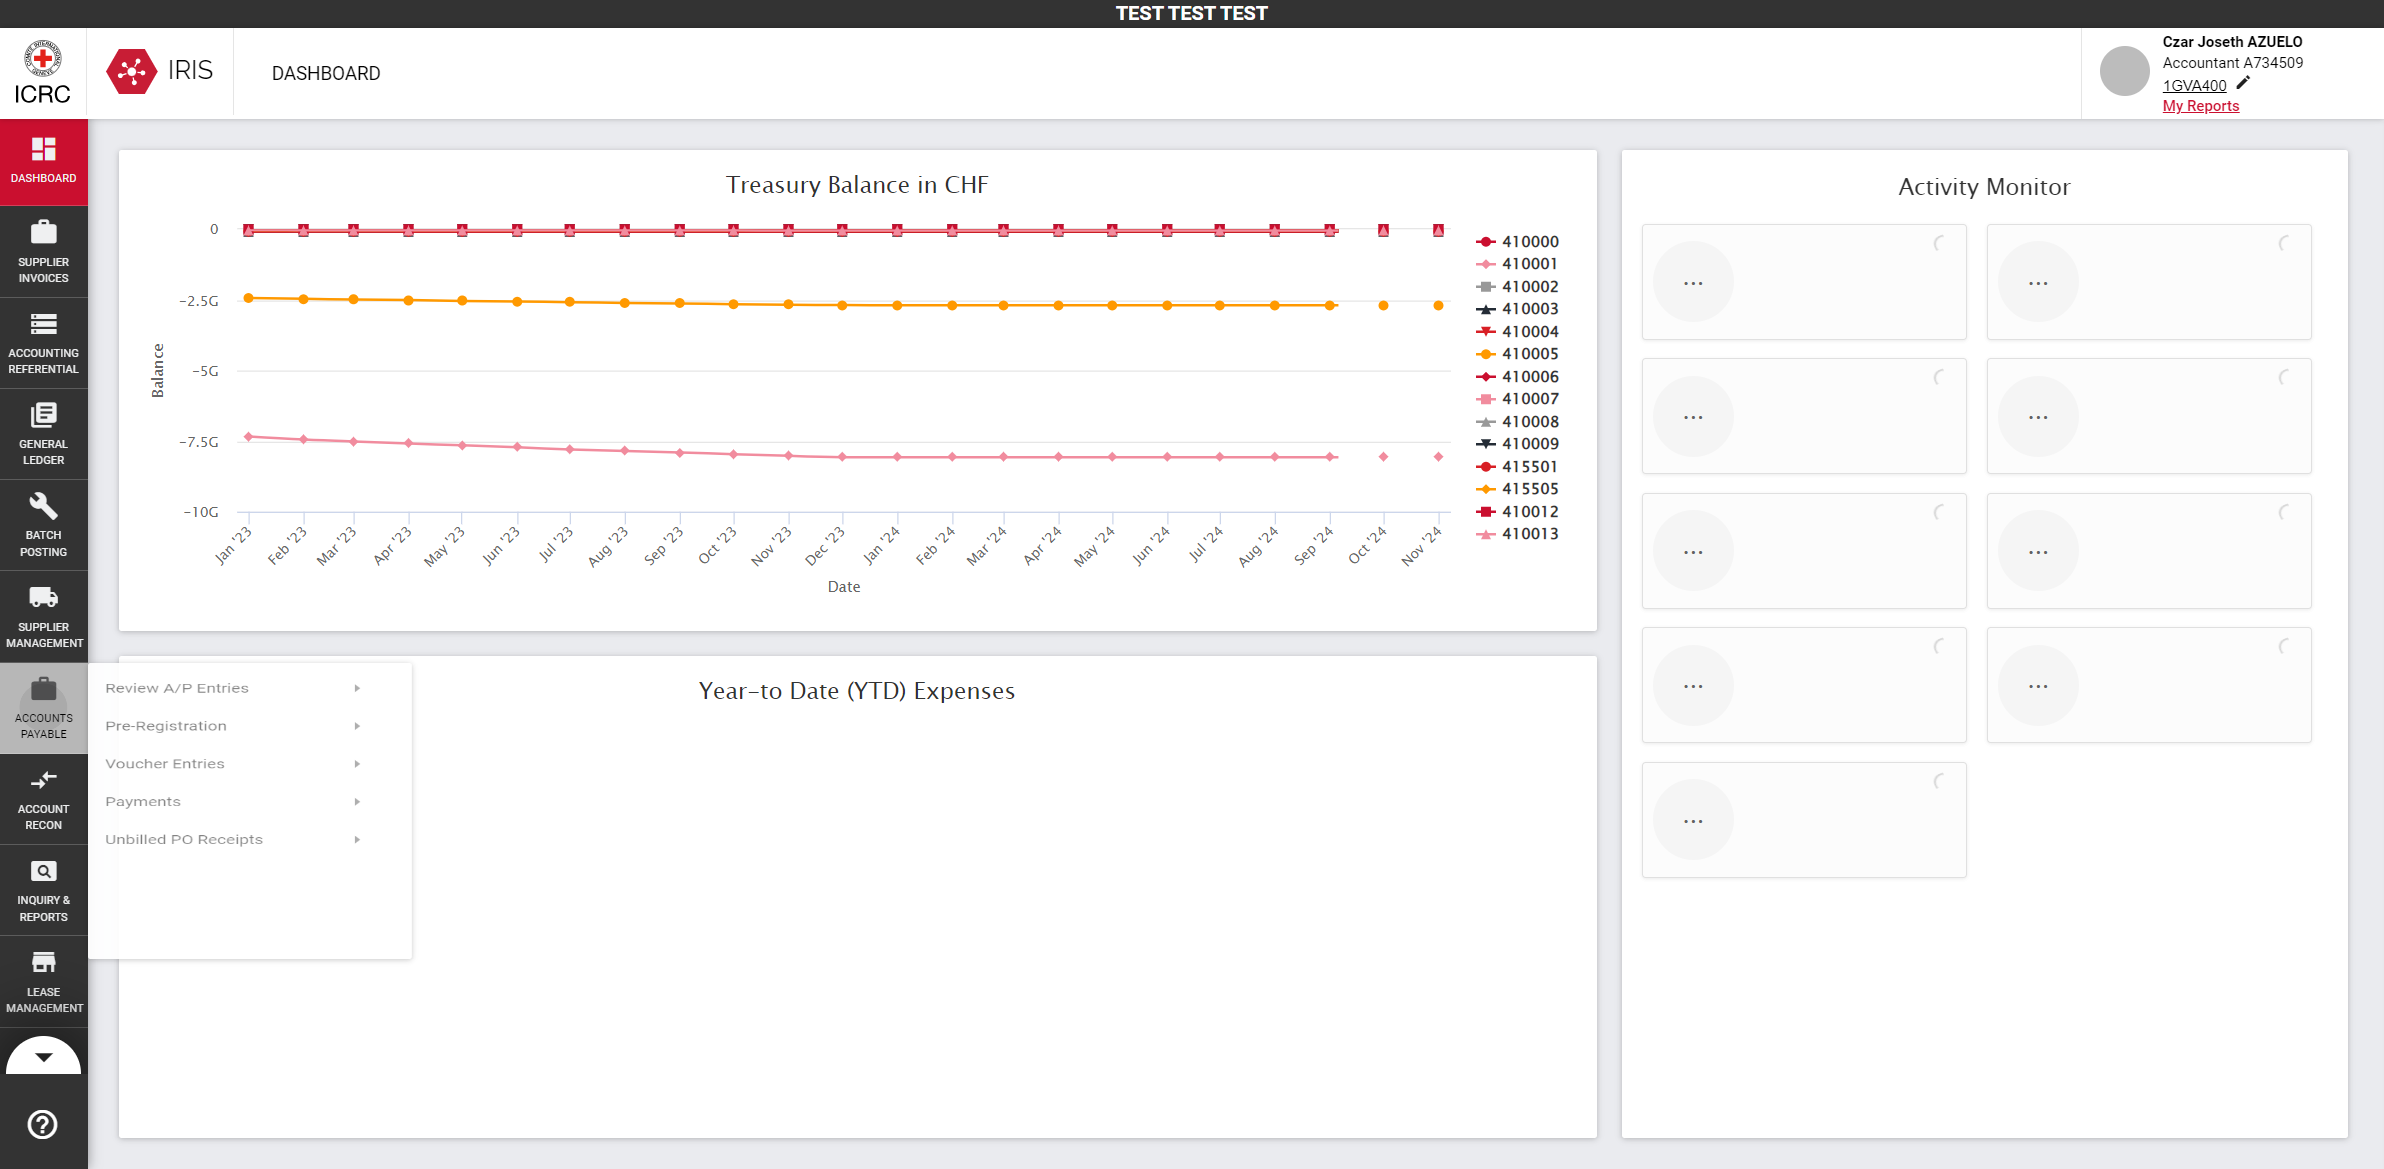 TEST TEST TEST
ICRC
IRIS
DASHBOARD
Czar Joseth AZUELO
Accountant A734509
1GVA400
My Reports
DASHBOARD
SUPPLIER
INVOICES
ACCOUNTING
REFERENTIAL
GENERAL
LEDGER
BATCH
POSTING
SUPPLIER
MANAGEMENT
ACCOUNTS
PAYABLE
ACCOUNT
RECON
INQUIRY &
REPORTS
LEASE
MANAGEMENT
Treasury Balance in CHF
0
−2.5G
−5G
−7.5G
−10G
Balance
Jan '23
Feb '23
Mar '23
Apr '23
May '23
Jun '23
Jul '23
Aug '23
Sep '23
Oct '23
Nov '23
Dec '23
Jan '24
Feb '24
Mar '24
Apr '24
May '24
Jun '24
Jul '24
Aug '24
Sep '24
Oct '24
Nov '24
Date
410000
410001
410002
410003
410004
410005
410006
410007
410008
410009
415501
415505
410012
410013
Review A/P Entries
Pre-Registration
Voucher Entries
Payments
Unbilled PO Receipts
Year-to Date (YTD) Expenses
Activity Monitor
...
...
...
...
...
...
...
...
...